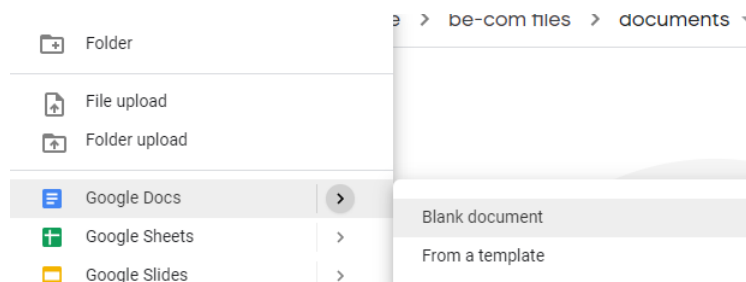 be-com files > documents
Folder
File upload
Folder upload
Google Docs
Blank document
Google Sheets
From a template
Google Slides